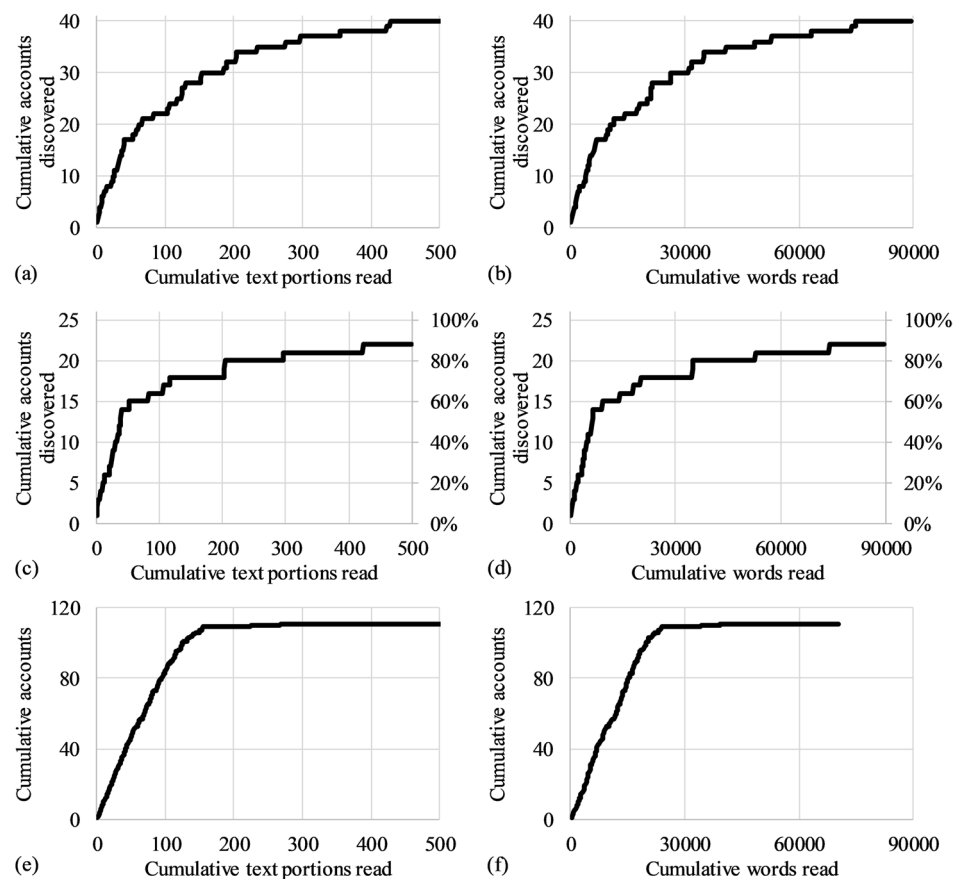 Cumulative accounts
discovered
40
30
20
10
0
0 100 200 300 400 500
(a) Cumulative text portions read
Cumulative accounts
discovered
40
30
20
10
0
0 30000 60000 90000
(b) Cumulative words read
Cumulative accounts
discovered
25
20
15
10
5
0
100%
80%
60%
40%
20%
0%
0 100 200 300 400 500
(c) Cumulative text portions read
Cumulative accounts
discovered
25
20
15
10
5
0
100%
80%
60%
40%
20%
0%
0 30000 60000 90000
(d) Cumulative words read
Cumulative accounts
120
80
40
0
0 100 200 300 400 500
(e) Cumulative text portions read
Cumulative accounts
120
80
40
0
0 30000 60000 90000
(f) Cumulative words read